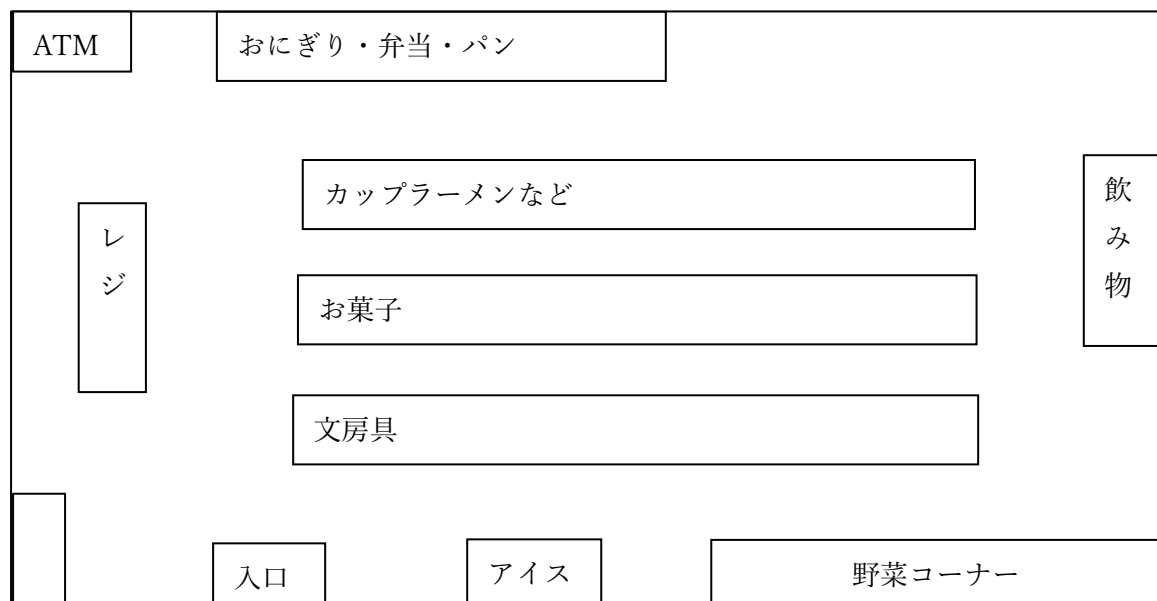 ATM
おにぎり・弁当・パン
カップラーメンなど
飲み物
レジ
お菓子
文房具
入口
アイス
野菜コーナー